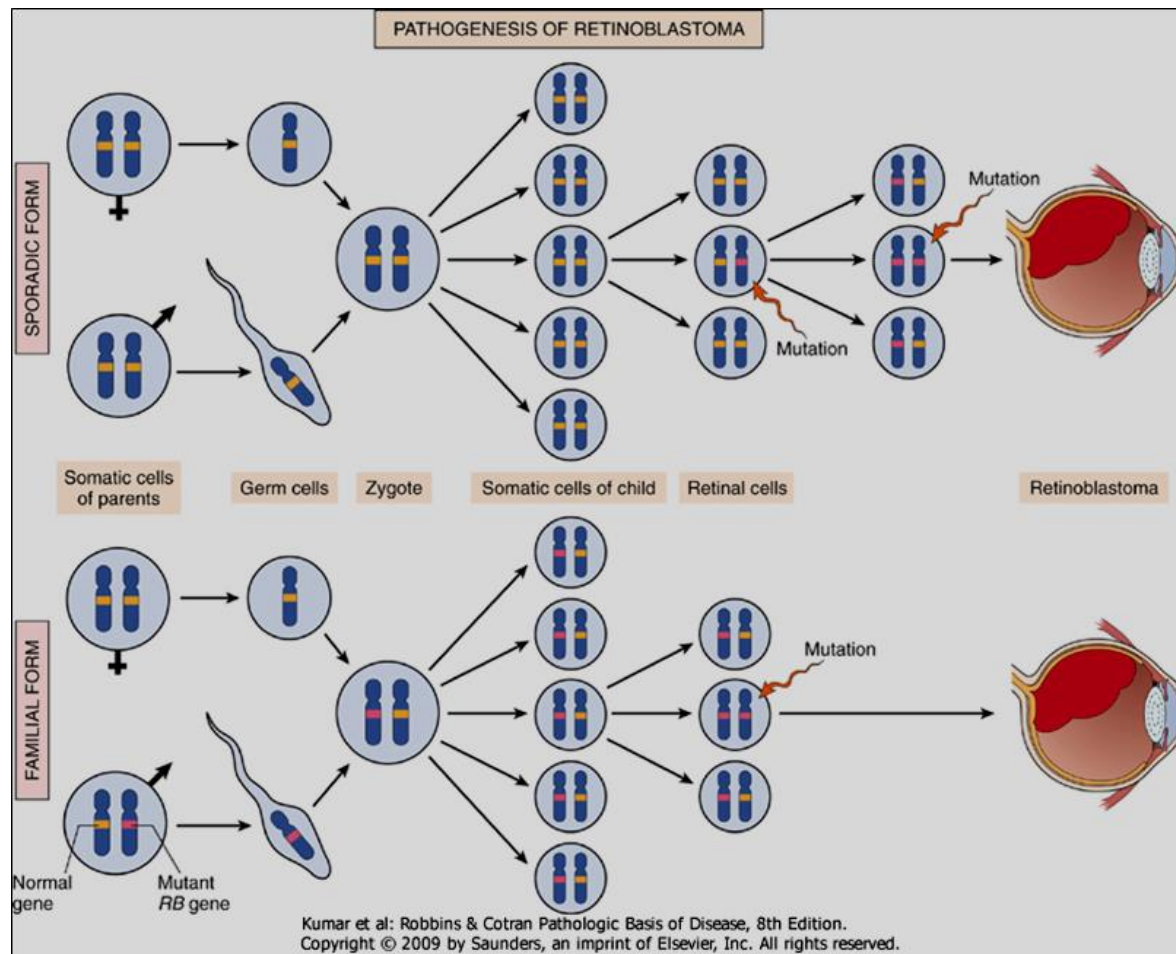 PATHOGENESIS OF RETINOBLASTOMA
SPORADIC FORM
Mutation
Mutation
Somatic cells
of parents
Germ cells
Zygote
Somatic cells of child
Retinal cells
Retinoblastoma
FAMILIAL FORM
Mutation
Normal
gene
Mutant
RB gene
Kumar et al: Robbins & Cotran Pathologic Basis of Disease, 8th Edition.
Copyright © 2009 by Saunders, an imprint of Elsevier, Inc. All rights reserved.